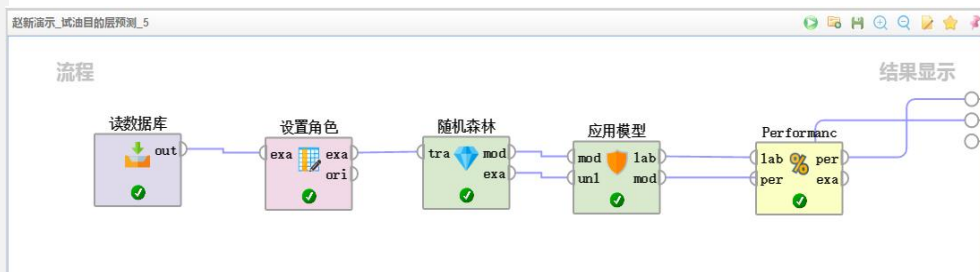 赵新演示_试油目的层预测_5
流程
结果显示
读数据库
out
设置角色
exa exa
ori
随机森林
tra mod
exa
应用模型
mod lab
unl mod
Performanc
lab % per
per exa